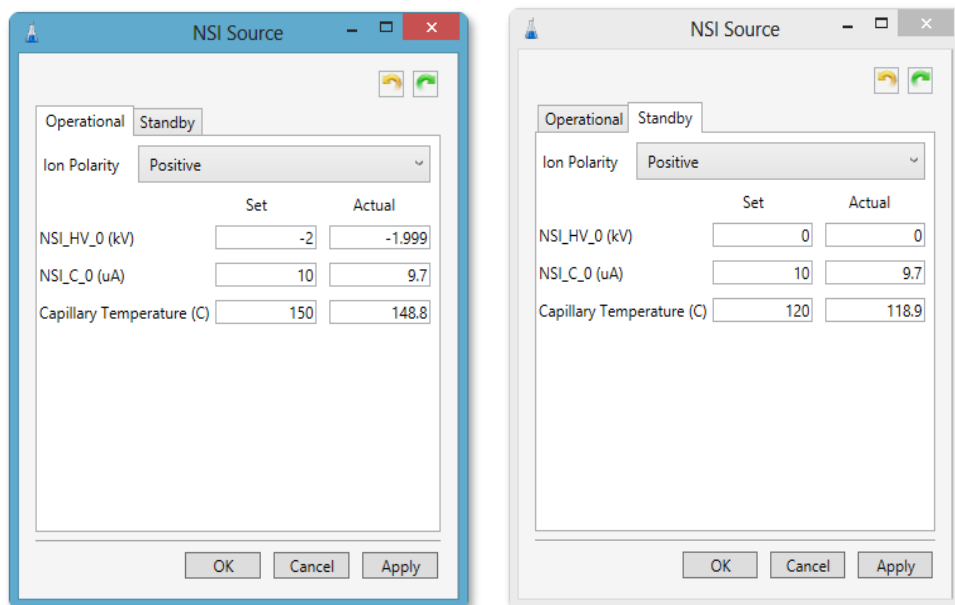 NSI Source
Operational Standby
Ion Polarity Positive
Set Actual
NSI_HV_0 (kV) -2 -1.999
NSI_C_0 (uA) 10 9.7
Capillary Temperature (C) 150 148.8
OK Cancel Apply
NSI Source
Operational Standby
Ion Polarity Positive
Set Actual
NSI_HV_0 (kV) 0 0
NSI_C_0 (uA) 10 9.7
Capillary Temperature (C) 120 118.9
OK Cancel Apply